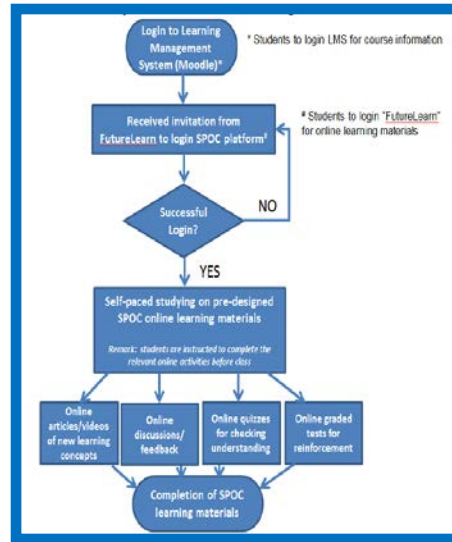 Login to Learning
Management
System (Moodle)*
* Students to login LMS for course information
Received invitation from
FutureLearn to login SPOC platform#
# Students to login "FutureLearn"
for online learning materials
Successful
Login?
NO
YES
Self-paced studying on pre-designed
SPOC online learning materials
Remark: students are instructed to complete the
relevant online activities before class
Online
articles/videos
of new learning
concepts
Online
discussions/
feedback
Online quizzes
for checking
understanding
Online graded
tests for
reinforcement
Completion of SPOC
learning materials